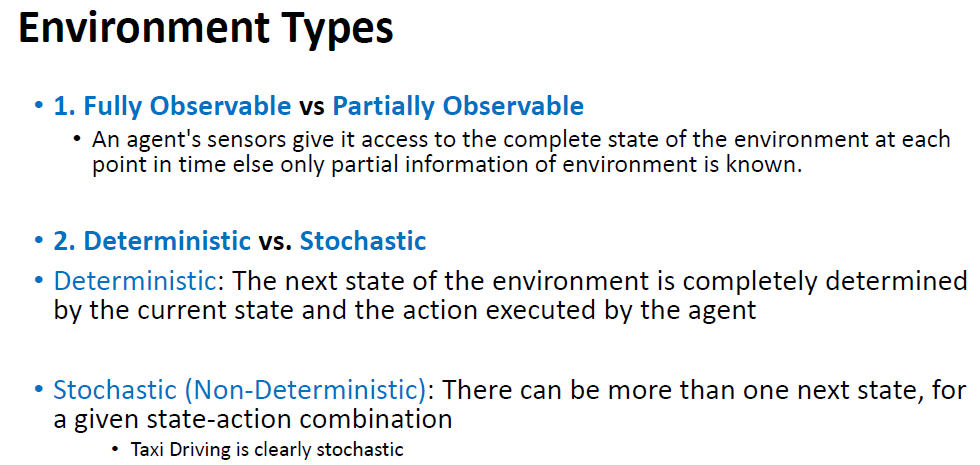 Environment Types
• 1. Fully Observable vs Partially Observable
• An agent's sensors give it access to the complete state of the environment at each
point in time else only partial information of environment is known.
• 2. Deterministic vs. Stochastic
• Deterministic: The next state of the environment is completely determined
by the current state and the action executed by the agent
• Stochastic (Non-Deterministic): There can be more than one next state, for
a given state-action combination
• Taxi Driving is clearly stochastic